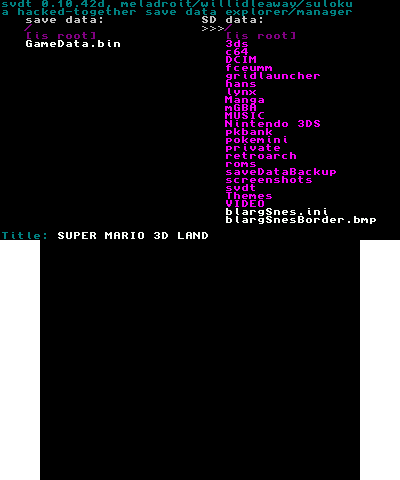 svdt 0.10.42d, meladroit/willidleaway/suloku
a hacked-together save data explorer/manager
save data: SD data:
/ >>>/
[is root] [is root]
GameData.bin 3ds
c64
DCIM
fceumm
gridlauncher
hans
lynx
Manga
mGBA
MUSIC
Nintendo 3DS
pkbank
pokemini
private
retroarch
roms
saveDataBackup
screenshots
svdt
Themes
VIDEO
blargSnes.ini
blargSnesBorder.bmp
Title: SUPER MARIO 3D LAND